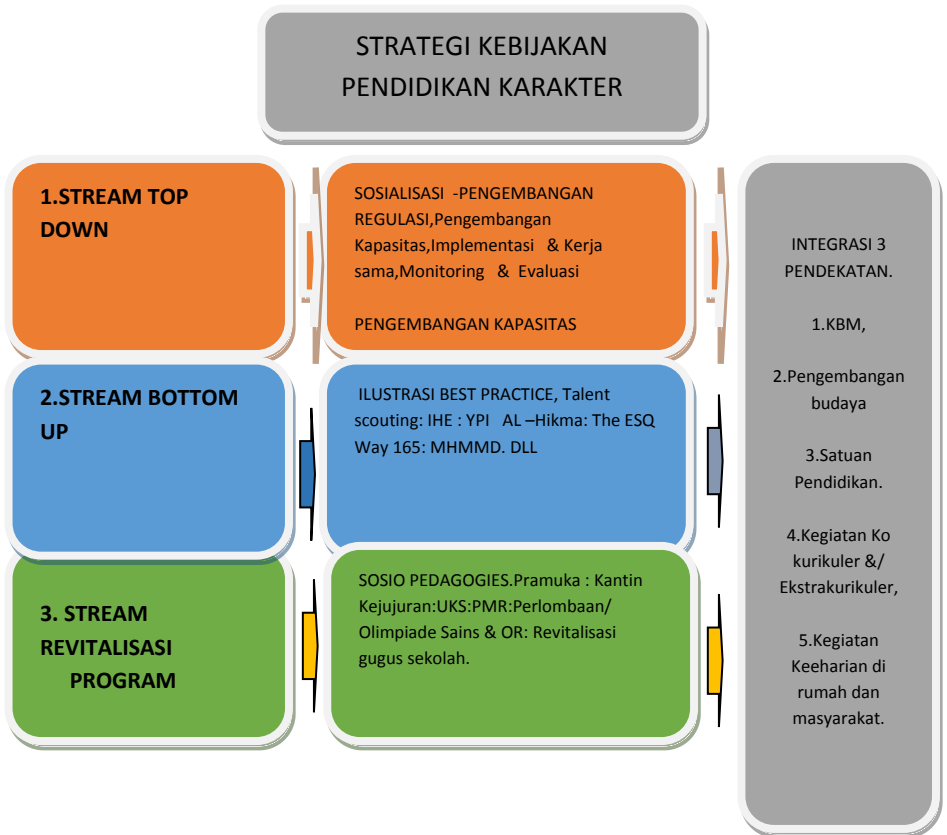 STRATEGI KEBIJAKAN
PENDIDIKAN KARAKTER
1.STREAM TOP
DOWN
SOSIALISASI -PENGEMBANGAN
REGULASI,Pengembangan
Kapasitas,Implementasi & Kerja
sama,Monitoring & Evaluasi
PENGEMBANGAN KAPASITAS
2.STREAM BOTTOM
UP
ILUSTRASI BEST PRACTICE, Talent
scouting: IHE : YPI AL –Hikma: The ESQ
Way 165: MHMMD. DLL
3. STREAM
REVITALISASI
PROGRAM
SOSIO PEDAGOGIES.Pramuka : Kantin
Kejujuran:UKS:PMR:Perlombaan/
Olimpiade Sains & OR: Revitalisasi
gugus sekolah.
INTEGRASI 3
PENDEKATAN.
1.KBM,
2.Pengembangan
budaya
3.Satuan
Pendidikan.
4.Kegiatan Ko
kurikuler &/
Ekstrakurikuler,
5.Kegiatan
Keeharian di
rumah dan
masyarakat.